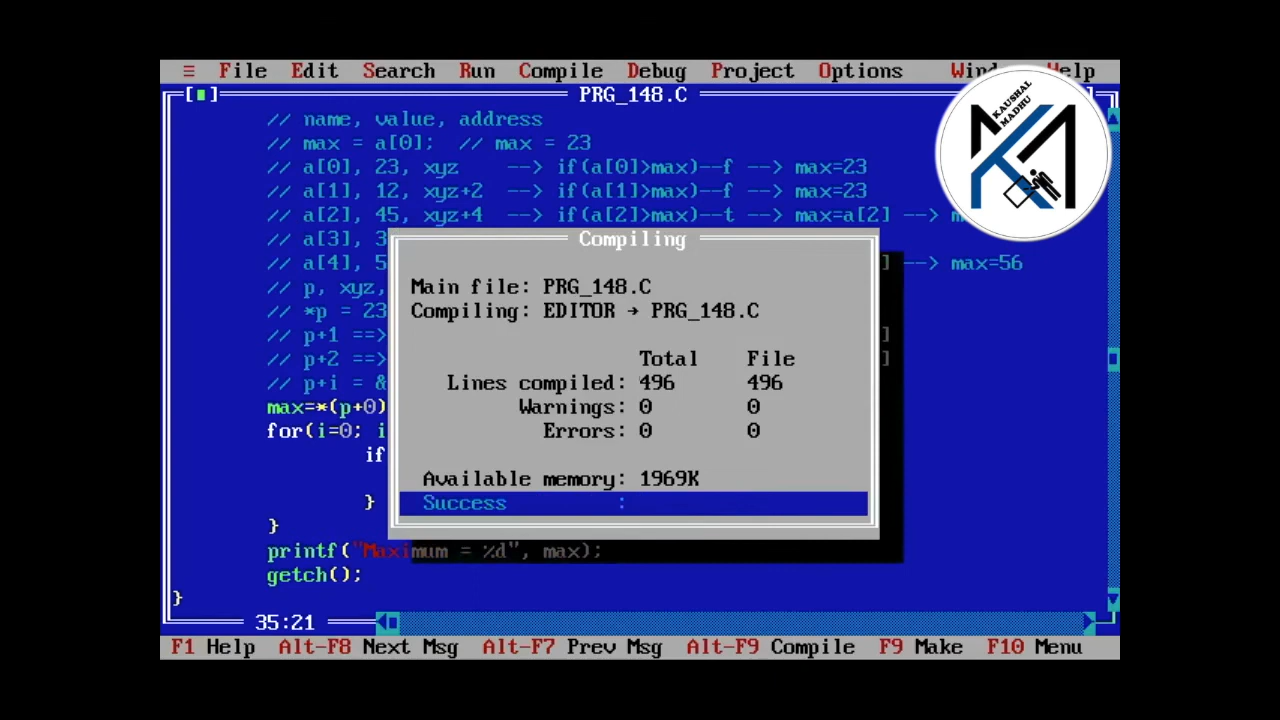 ≡ File Edit Search Run Compile Debug Project Options Wind Help
PRG_148.C
KAUSHAL
MADHU
// name, value, address
// max = a[0]; // max = 23
// a[0], 23, xyz --> if(a[0]>max)--f --> max=23
// a[1], 12, xyz+2 --> if(a[1]>max)--f --> max=23
// a[2], 45, xyz+4 --> if(a[2]>max)--t --> max=a[2] --> m
// a[3], 3
// a[4], 5 ] --> max=56
// p, xyz,
// *p = 23
// p+1 ==> ]
// p+2 ==> ]
// p+i = &
max=*(p+0)
for(i=0; i
if
}
}
printf("Maximum = %d", max);
getch();
}
Compiling
Main file: PRG_148.C
Compiling: EDITOR → PRG_148.C
Total File
Lines compiled: 496 496
Warnings: 0 0
Errors: 0 0
Available memory: 1969K
Success :
35:21
F1 Help Alt-F8 Next Msg Alt-F7 Prev Msg Alt-F9 Compile F9 Make F10 Menu